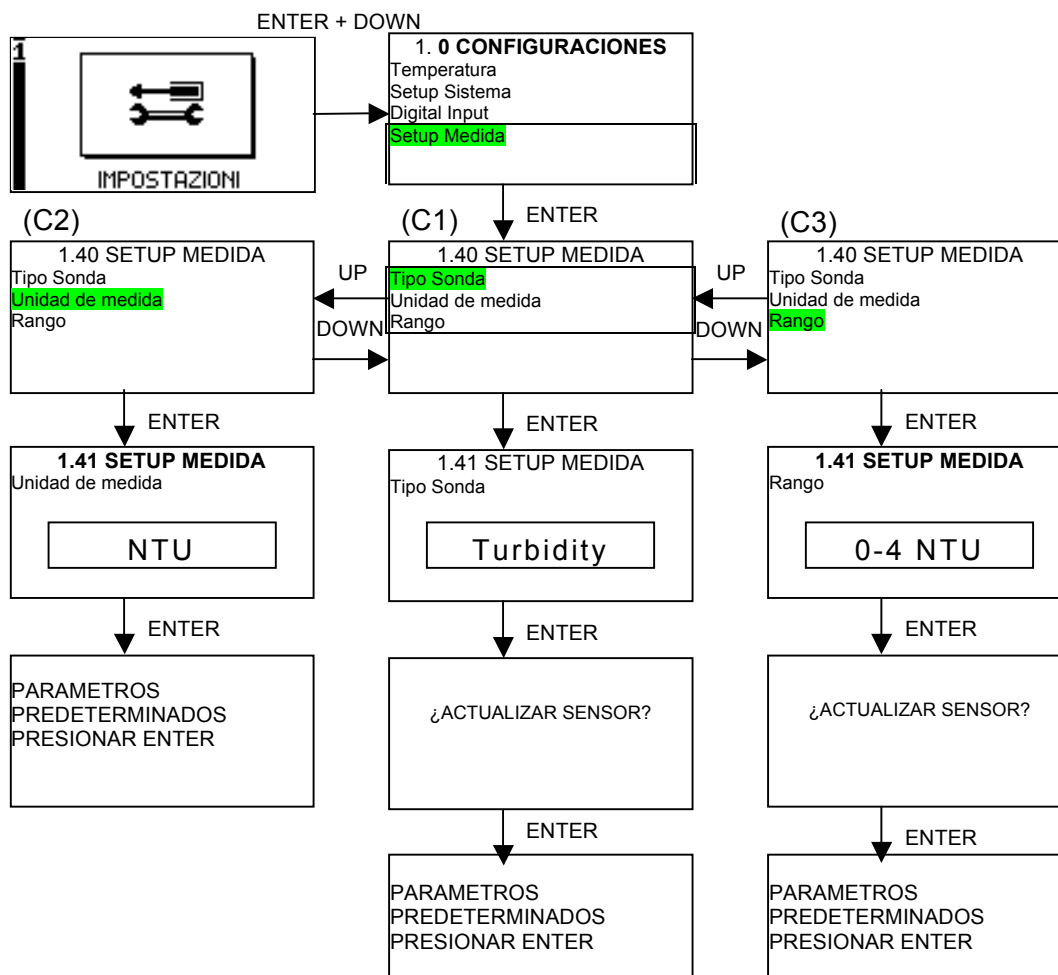 ENTER + DOWN
1
IMPOSTAZIONI
1. 0 CONFIGURACIONES
Temperatura
Setup Sistema
Digital Input
Setup Medida
ENTER
(C2)
1.40 SETUP MEDIDA
Tipo Sonda
Unidad de medida
Rango
UP
DOWN
(C1)
1.40 SETUP MEDIDA
Tipo Sonda
Unidad de medida
Rango
UP
DOWN
(C3)
1.40 SETUP MEDIDA
Tipo Sonda
Unidad de medida
Rango
ENTER
ENTER
ENTER
1.41 SETUP MEDIDA
Unidad de medida
NTU
1.41 SETUP MEDIDA
Tipo Sonda
Turbidity
1.41 SETUP MEDIDA
Rango
0-4 NTU
ENTER
ENTER
ENTER
PARAMETROS
PREDETERMINADOS
PRESIONAR ENTER
¿ACTUALIZAR SENSOR?
¿ACTUALIZAR SENSOR?
ENTER
ENTER
PARAMETROS
PREDETERMINADOS
PRESIONAR ENTER
PARAMETROS
PREDETERMINADOS
PRESIONAR ENTER